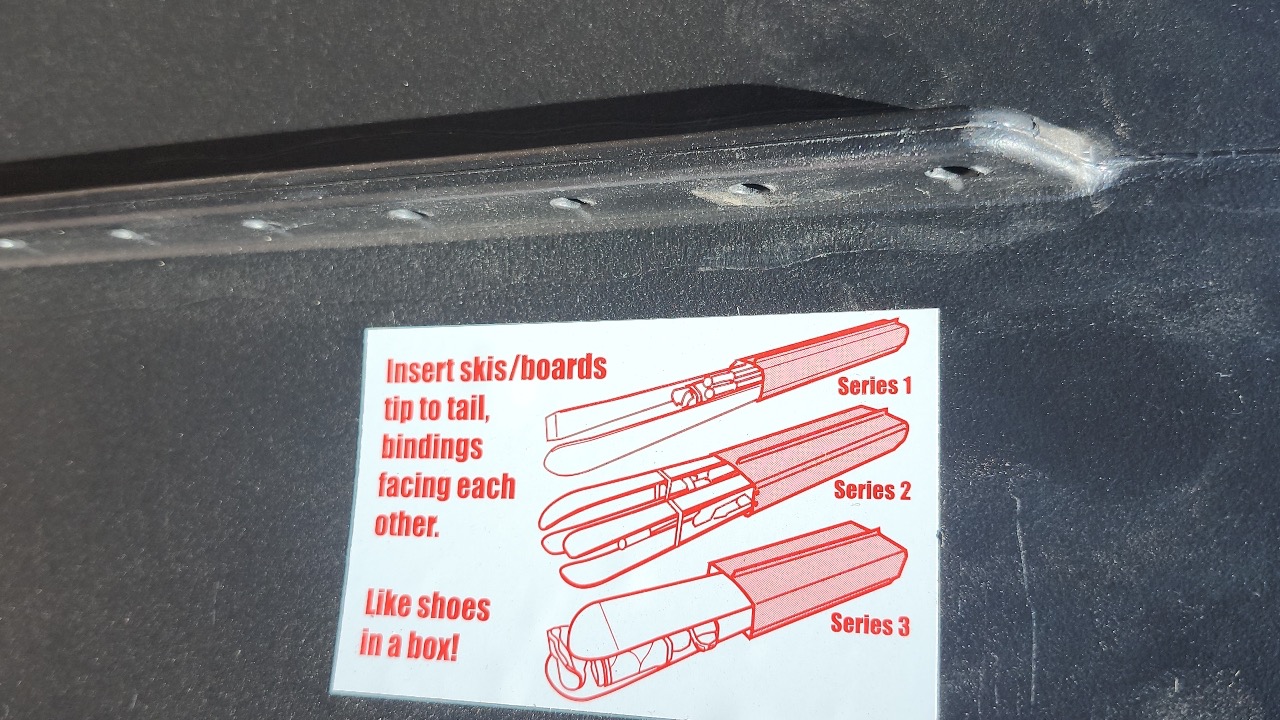 Insert skis/boards
tip to tail,
bindings
facing each
other.
Like shoes
in a box!
Series 1
Series 2
Series 3